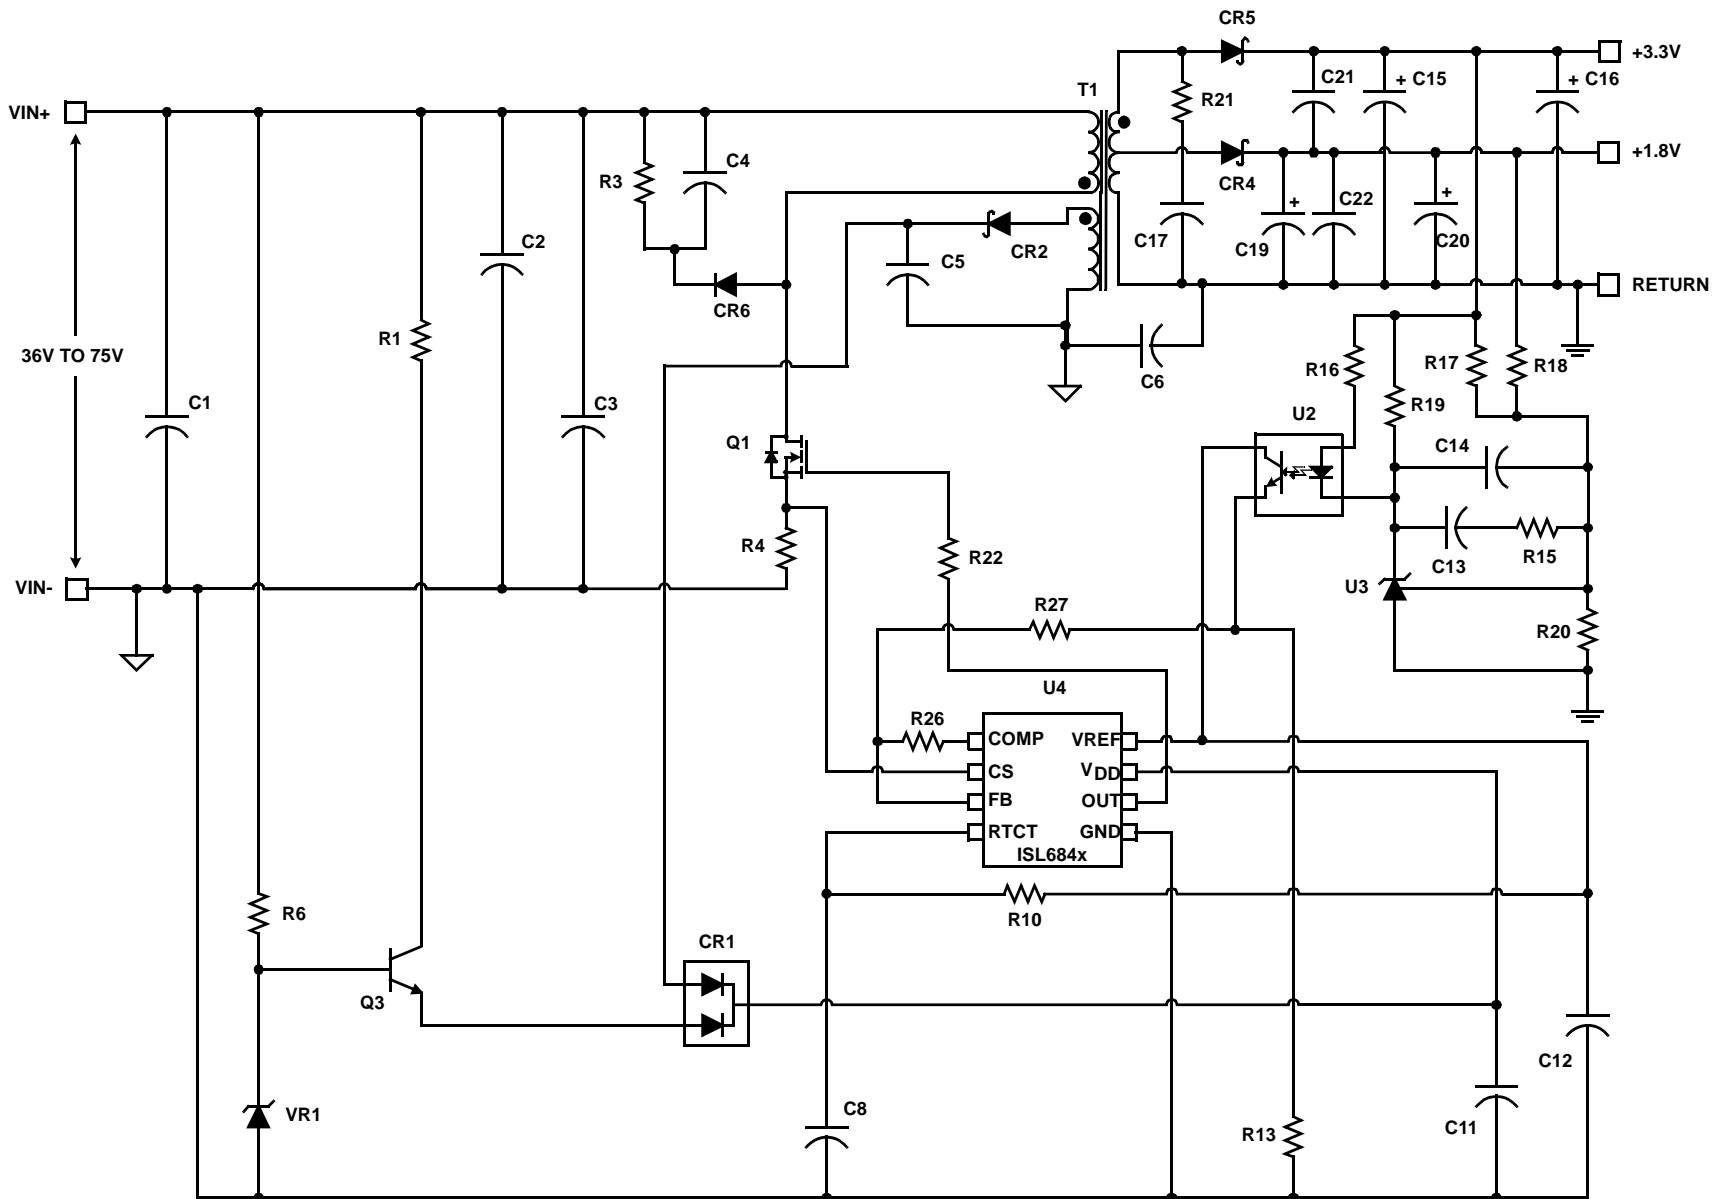 CR5
+3.3V
C21
+ C15
+ C16
T1
R21
VIN+
+1.8V
C4
R3
CR4
C22
+
+
C17
C19
C20
C2
C5
CR2
RETURN
CR6
R1
36V TO 75V
C6
R16
R17
R18
C1
C3
R19
U2
Q1
C14
R4
R22
R15
C13
VIN-
U3
R27
R20
U4
R26
COMP
VREF
CS
VDD
FB
OUT
RTCT
GND
ISL684x
R6
R10
CR1
Q3
C12
VR1
C8
C11
R13